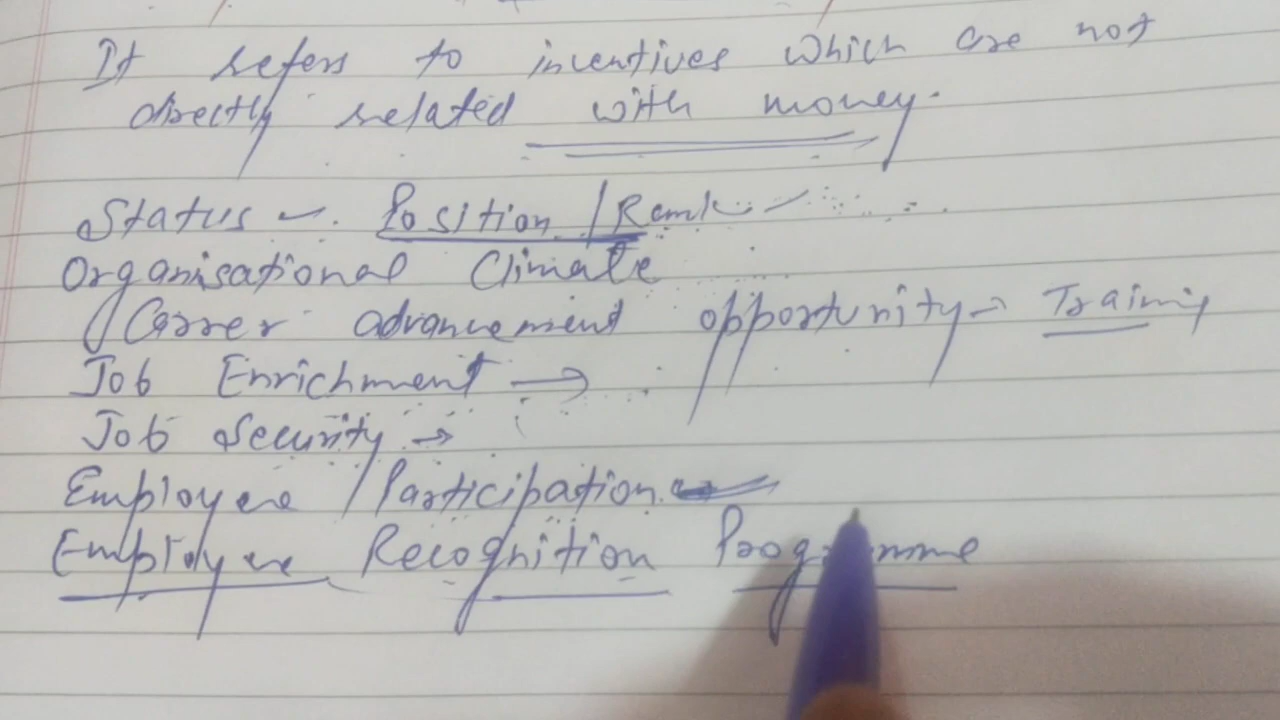 It refers to incentives which are not
directly related with money.
Status Position / Rank
Organisational Climate
Carrer advancement opportunity → Training
Job Enrichment →
Job Security →
Employee / Participation
Employee Recognition Programme